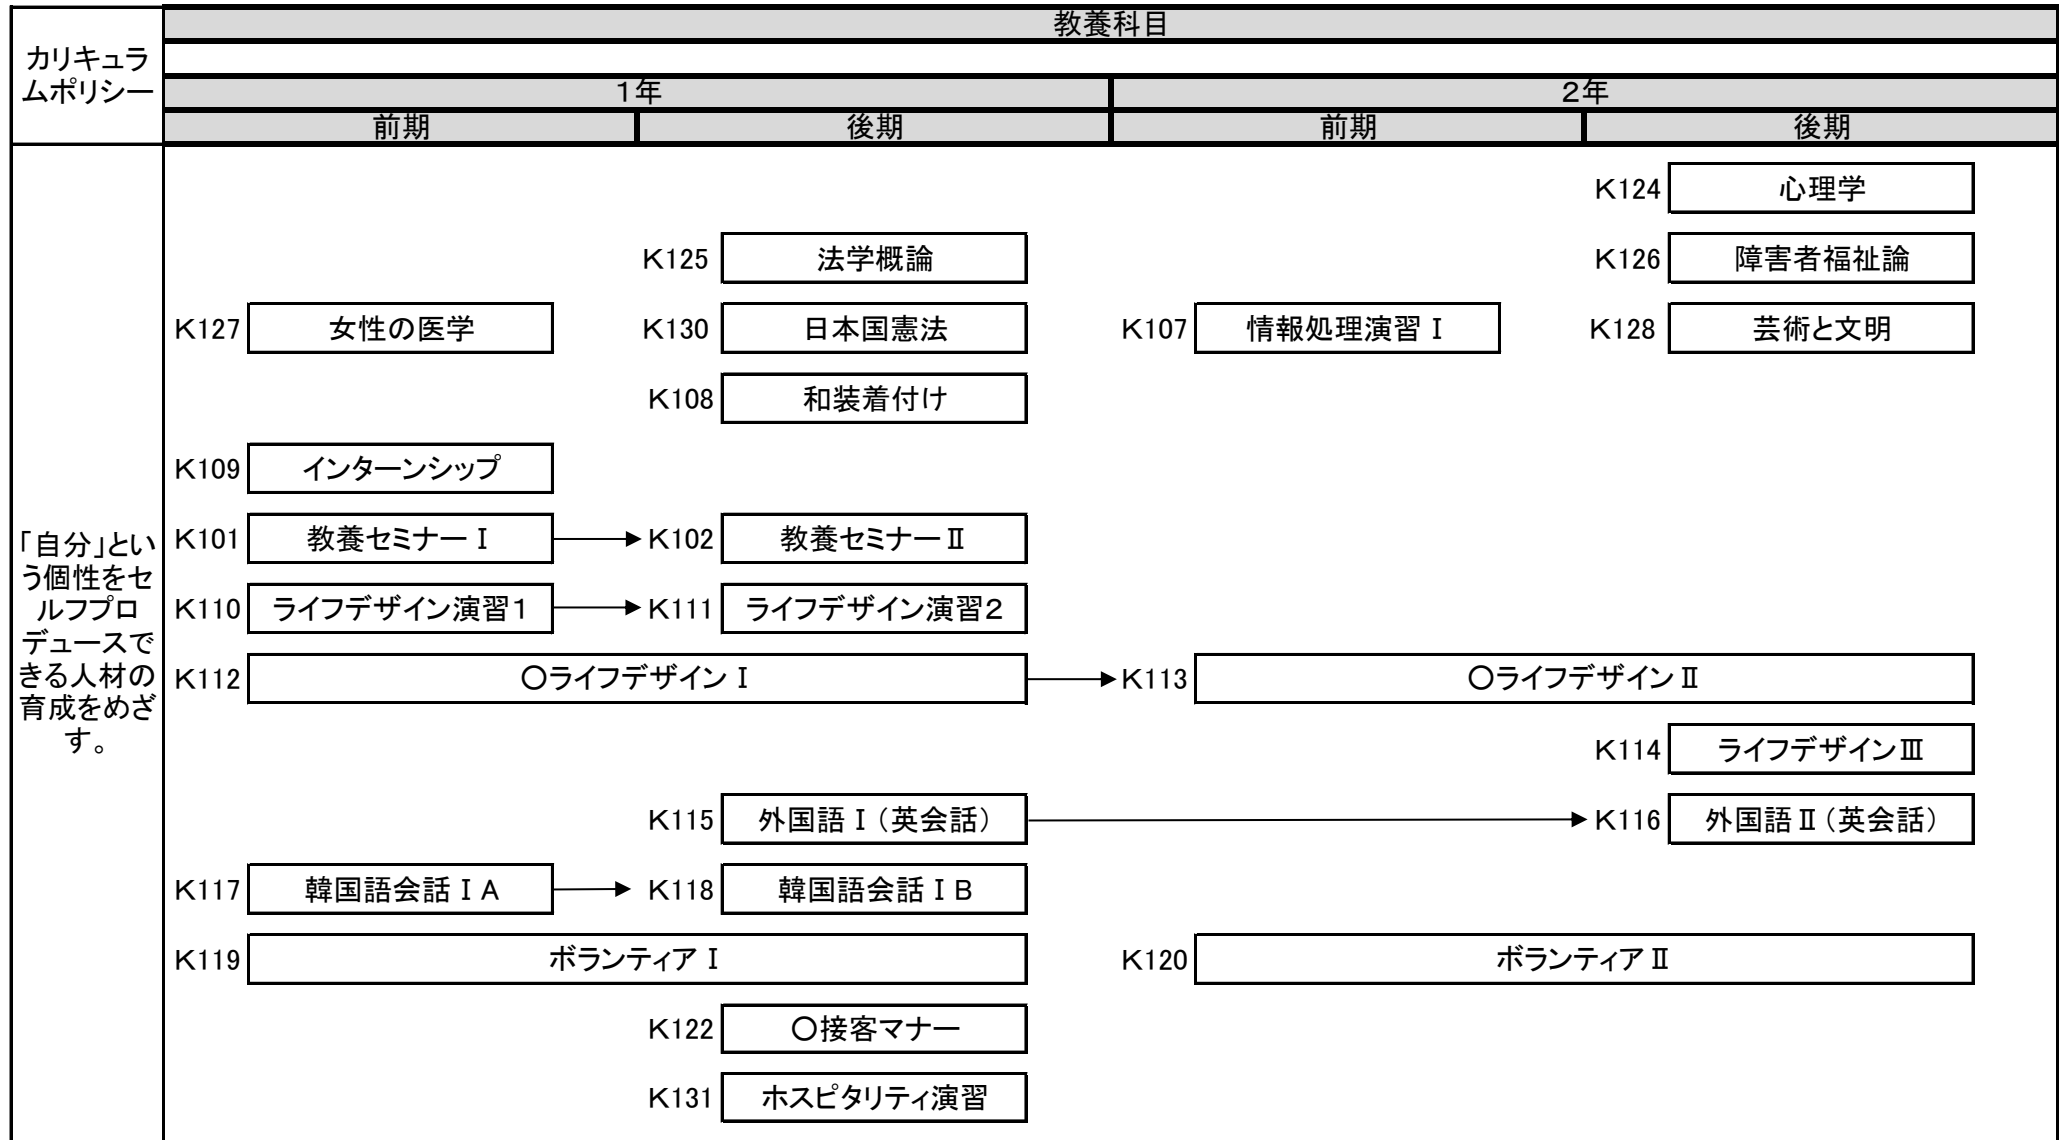 カリキュラ
ムポリシー
教養科目
1年
2年
前期
後期
前期
後期
「自分」とい
う個性をセ
ルフプロ
デュースで
きる人材の
育成をめざ
す。
K124 心理学
K125 法学概論
K126 障害者福祉論
K127 女性の医学
K130 日本国憲法
K107 情報処理演習Ⅰ
K128 芸術と文明
K108 和装着付け
K109 インターンシップ
K101 教養セミナーⅠ
K102 教養セミナーⅡ
K110 ライフデザイン演習1
K111 ライフデザイン演習2
K112 〇ライフデザインⅠ
K113 〇ライフデザインⅡ
K114 ライフデザインⅢ
K115 外国語Ⅰ(英会話)
K116 外国語Ⅱ(英会話)
K117 韓国語会話ⅠA
K118 韓国語会話ⅠB
K119 ボランティアⅠ
K120 ボランティアⅡ
K122 〇接客マナー
K131 ホスピタリティ演習